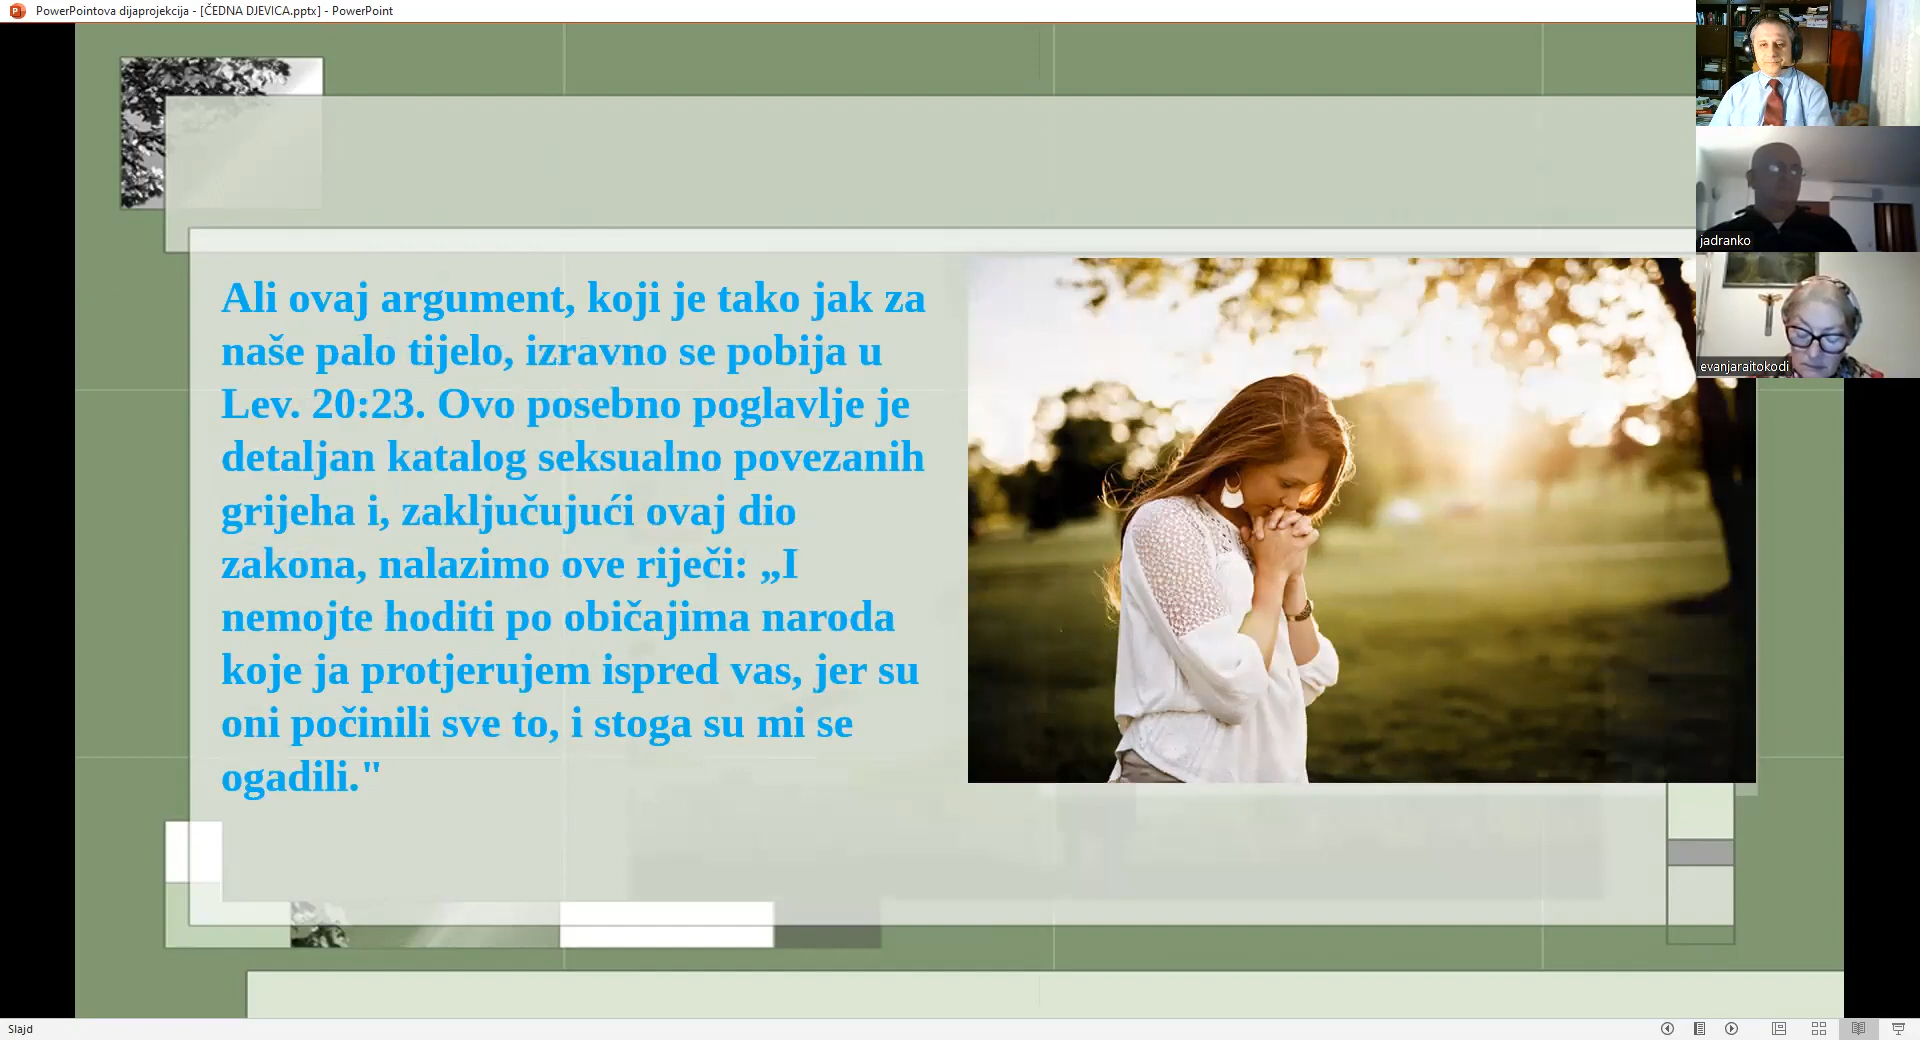 PowerPointova dijaprojekcija - [ČEDNA DJEVICA.pptx] - PowerPoint
Ali ovaj argument, koji je tako jak za
naše palo tijelo, izravno se pobija u
Lev. 20:23. Ovo posebno poglavlje je
detaljan katalog seksualno povezanih
grijeha i, zaključujući ovaj dio
zakona, nalazimo ove riječi: „I
nemojte hoditi po običajima naroda
koje ja protjerujem ispred vas, jer su
oni počinili sve to, i stoga su mi se
ogadili."
jadranko
evanjaraitokodi
Slajd